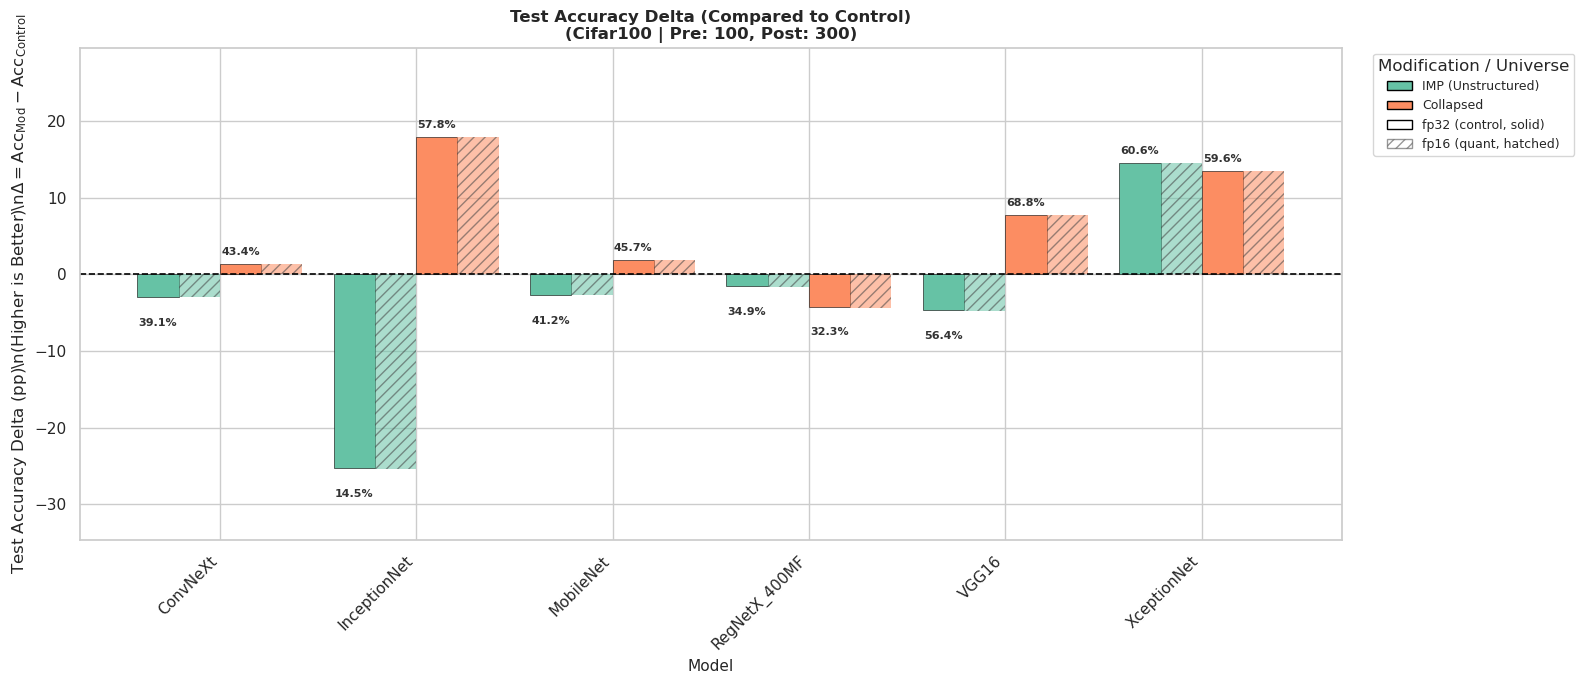 Test Accuracy Delta (Compared to Control)
(Cifar100 | Pre: 100, Post: 300)
Test Accuracy Delta (pp)\n(Higher is Better)\nΔ = Acc_Mod − Acc_Control
20
10
0
−10
−20
−30
39.1%
43.4%
14.5%
57.8%
41.2%
45.7%
34.9%
32.3%
56.4%
68.8%
60.6%
59.6%
ConvNeXt
InceptionNet
MobileNet
RegNetX_400MF
VGG16
XceptionNet
Model
Modification / Universe
IMP (Unstructured)
Collapsed
fp32 (control, solid)
fp16 (quant, hatched)